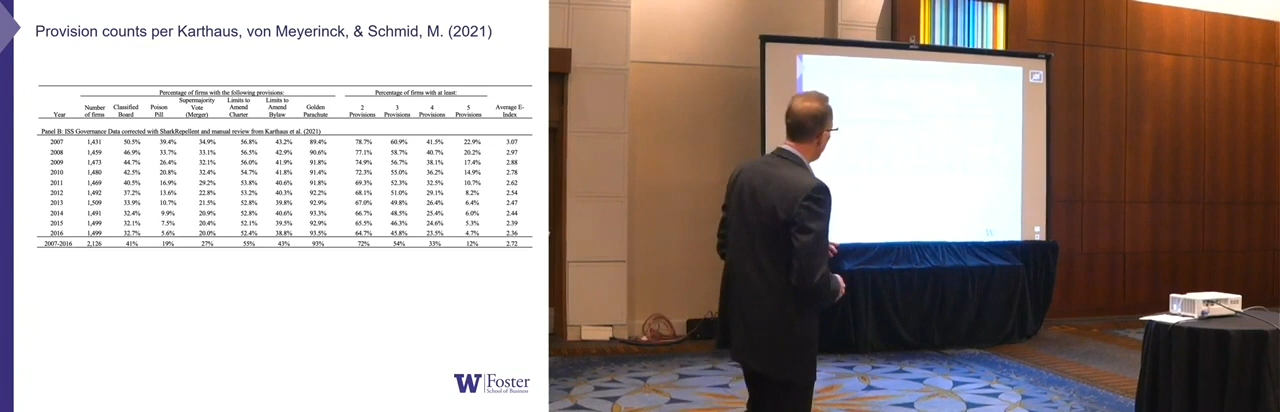 Provision counts per Karthaus, von Meyerinck, & Schmid, M. (2021)
Percentage of firms with the following provisions: Percentage of firms with at least:
Year Number of firms Classified Board Poison Pill Supermajority Vote (Merger) Limits to Amend Charter Limits to Amend Bylaw Golden Parachute 2 Provisions 3 Provisions 4 Provisions 5 Provisions Average E-Index
Panel B: ISS Governance Data corrected with SharkRepellent and manual review from Karthaus et al. (2021)
2007 1,431 50.5% 39.4% 34.9% 56.8% 43.2% 89.4% 78.7% 60.9% 41.5% 22.9% 3.07
2008 1,459 46.9% 33.7% 33.1% 56.5% 42.9% 90.6% 77.1% 58.7% 40.7% 20.2% 2.97
2009 1,473 44.7% 26.4% 32.1% 56.0% 41.9% 91.8% 74.9% 56.7% 38.1% 17.4% 2.88
2010 1,480 42.5% 20.8% 32.4% 54.7% 41.8% 91.4% 72.3% 55.0% 36.2% 14.9% 2.78
2011 1,469 40.5% 16.9% 29.2% 53.8% 40.6% 91.8% 69.3% 52.3% 32.5% 10.7% 2.62
2012 1,492 37.2% 13.6% 22.8% 53.2% 40.3% 92.2% 68.1% 51.0% 29.1% 8.2% 2.54
2013 1,509 33.9% 10.7% 21.5% 52.8% 39.8% 92.9% 67.0% 49.8% 26.4% 6.4% 2.47
2014 1,491 32.4% 9.9% 20.9% 52.8% 40.6% 93.3% 66.7% 48.5% 25.4% 6.0% 2.44
2015 1,499 32.1% 7.5% 20.4% 52.1% 39.5% 92.9% 65.5% 46.3% 24.6% 5.3% 2.39
2016 1,499 32.7% 5.6% 20.0% 52.4% 38.8% 93.5% 64.7% 45.8% 23.5% 4.7% 2.36
2007-2016 2,126 41% 19% 27% 55% 43% 93% 72% 54% 33% 12% 2.72
W Foster
School of Business